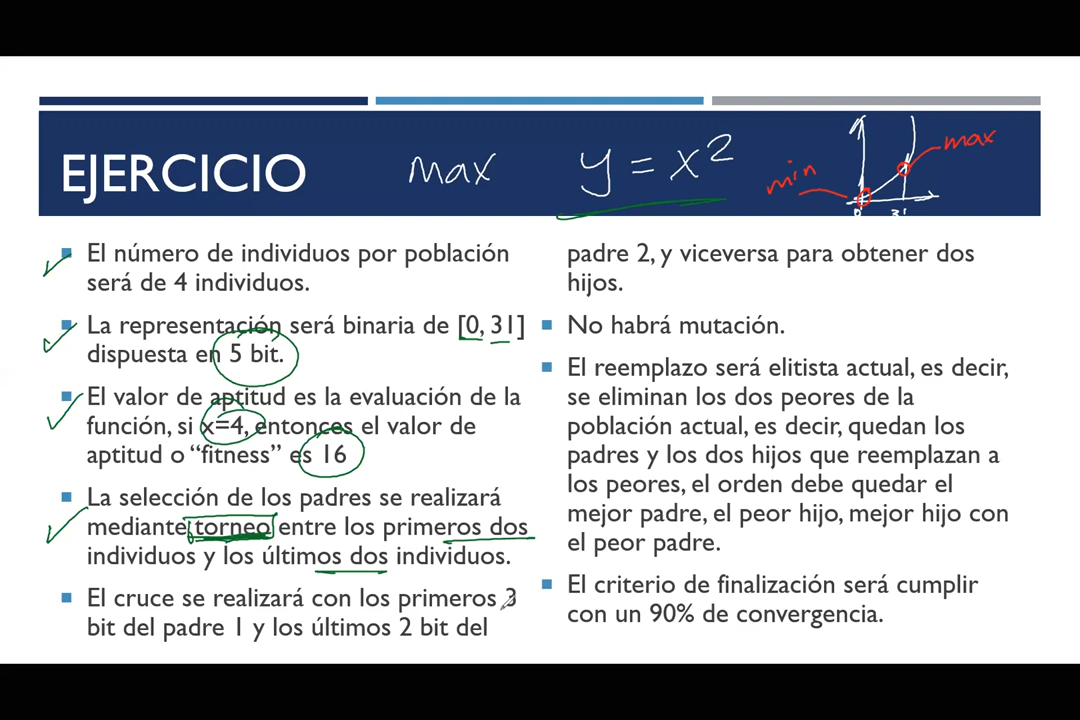 EJERCICIO
max y = x²
min
max
0 31
El número de individuos por población
será de 4 individuos.
La representación será binaria de [0, 31]
dispuesta en 5 bit.
El valor de aptitud es la evaluación de la
función, si x=4, entonces el valor de
aptitud o “fitness” es 16
La selección de los padres se realizará
mediante torneo entre los primeros dos
individuos y los últimos dos individuos.
El cruce se realizará con los primeros 3
bit del padre 1 y los últimos 2 bit del
padre 2, y viceversa para obtener dos
hijos.
No habrá mutación.
El reemplazo será elitista actual, es decir,
se eliminan los dos peores de la
población actual, es decir, quedan los
padres y los dos hijos que reemplazan a
los peores, el orden debe quedar el
mejor padre, el peor hijo, mejor hijo con
el peor padre.
El criterio de finalización será cumplir
con un 90% de convergencia.